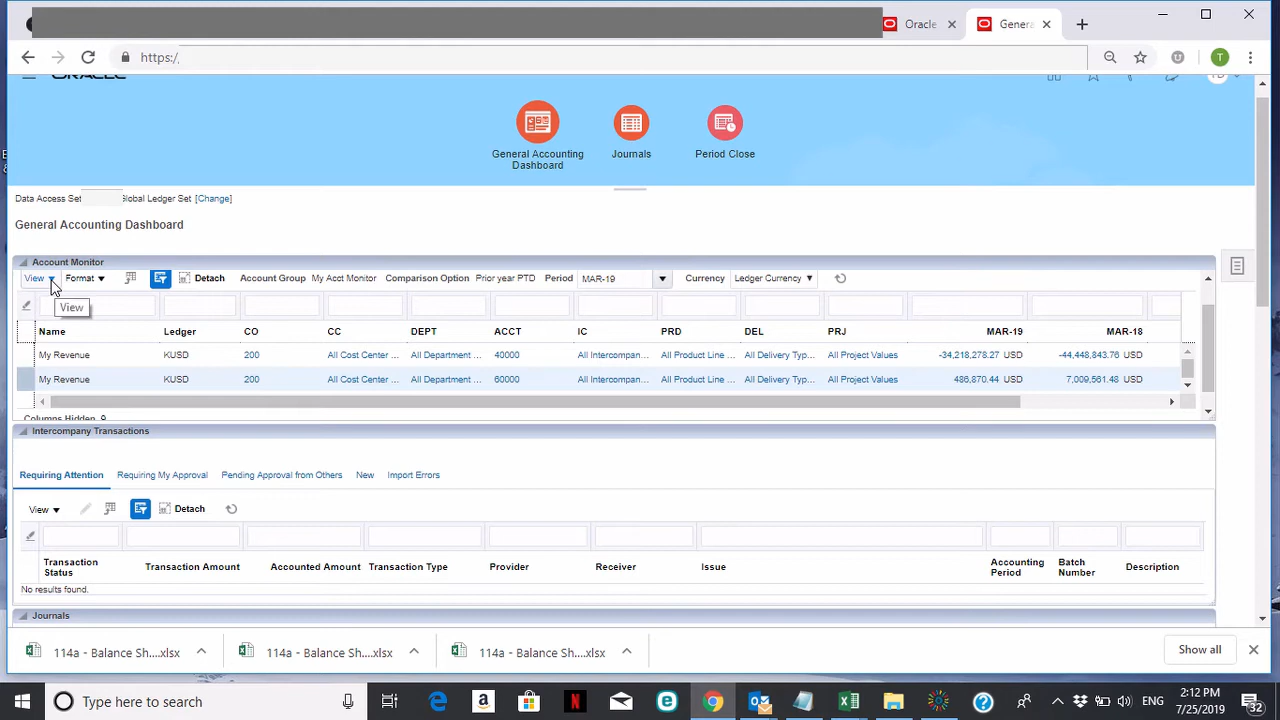 Oracle
Genera
https:/
ORACLE
General Accounting Dashboard
Journals
Period Close
Data Access Set Global Ledger Set [Change]
General Accounting Dashboard
Account Monitor
View Format Detach Account Group My Acct Monitor Comparison Option Prior year PTD Period MAR-19 Currency Ledger Currency
View
Name Ledger CO CC DEPT ACCT IC PRD DEL PRJ MAR-19 MAR-18
My Revenue KUSD 200 All Cost Center ... All Department ... 40000 All Intercompan... All Product Line ... All Delivery Typ... All Project Values -34,218,278.27 USD -44,448,843.76 USD
My Revenue KUSD 200 All Cost Center ... All Department ... 60000 All Intercompan... All Product Line ... All Delivery Typ... All Project Values 486,870.44 USD 7,009,561.48 USD
Columns Hidden 9
Intercompany Transactions
Requiring Attention Requiring My Approval Pending Approval from Others New Import Errors
View Detach
Transaction Status Transaction Amount Accounted Amount Transaction Type Provider Receiver Issue Accounting Period Batch Number Description
No results found.
Journals
114a - Balance Sh....xlsx 114a - Balance Sh....xlsx 114a - Balance Sh....xlsx Show all
Type here to search
ENG
2:12 PM
7/25/2019
32